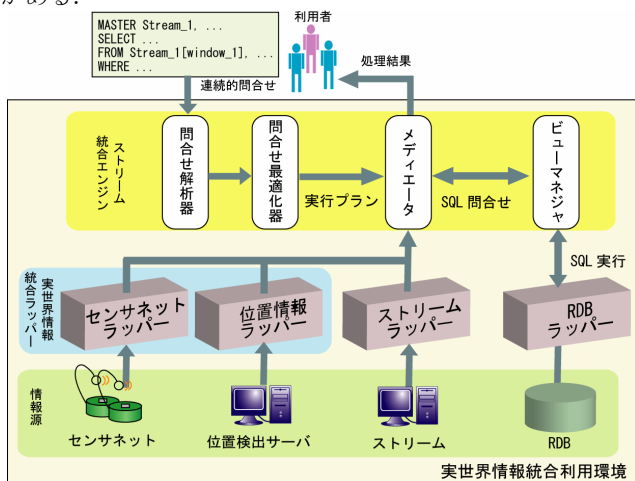 がある.
MASTER Stream_1, ...
SELECT ...
FROM Stream_1[window_1], ...
WHERE ...
利用者
処理結果
連続的問合せ
ストリーム
統合エンジン
問合せ解析器
問合せ最適化器
実行プラン
メディエータ
SQL 問合せ
ビューマネジャ
SQL 実行
実世界情報
統合ラッパー
センサネット
ラッパー
位置情報
ラッパー
ストリーム
ラッパー
RDB
ラッパー
情報源
センサネット
位置検出サーバ
ストリーム
RDB
実世界情報統合利用環境